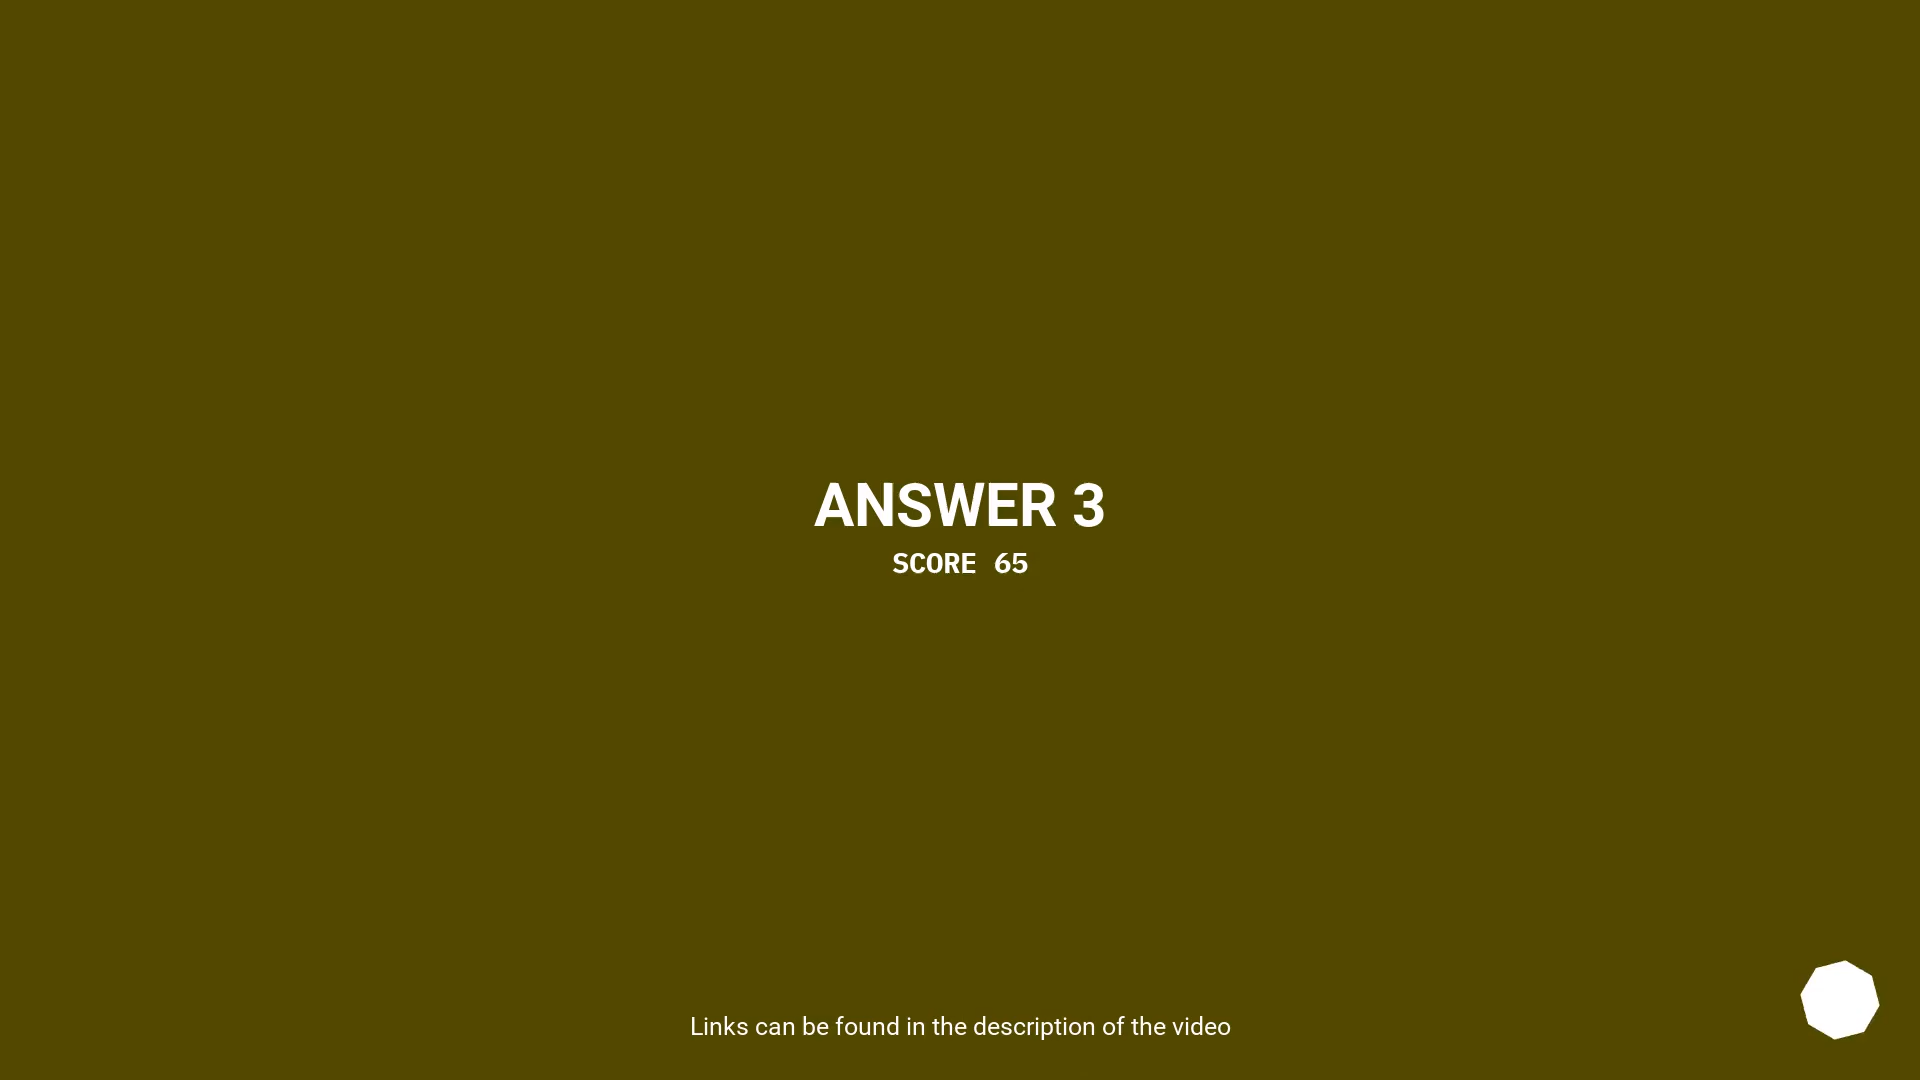 ANSWER 3
SCORE 65
Links can be found in the description of the video